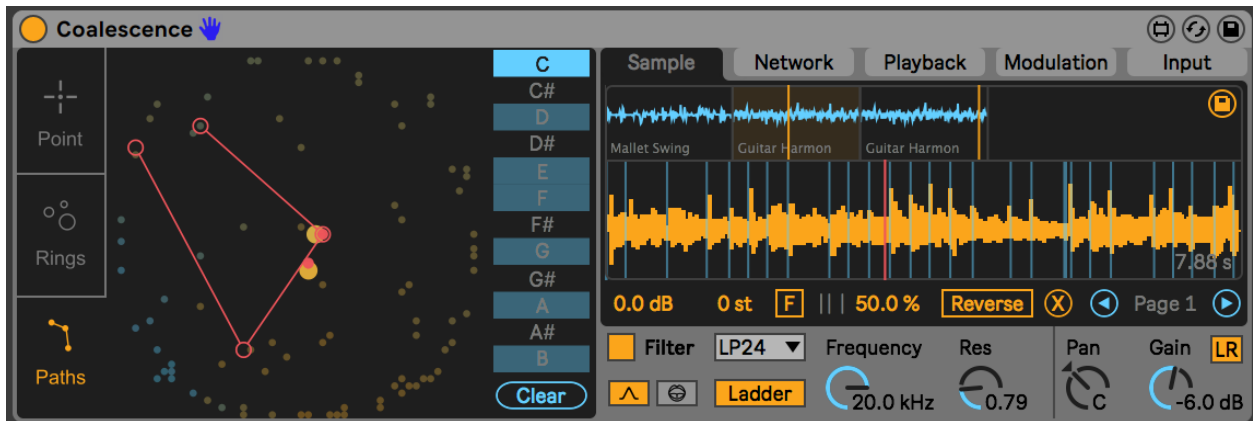 Coalescence
Point
Rings
Paths
C
C#
D
D#
E
F
F#
G
G#
A
A#
B
Clear
Sample Network Playback Modulation Input
Mallet Swing Guitar Harmon Guitar Harmon
7.88 s
0.0 dB 0 st F 50.0 % Reverse X Page 1
Filter LP24 Frequency Res Pan Gain LR
Ladder 20.0 kHz 0.79 C -6.0 dB